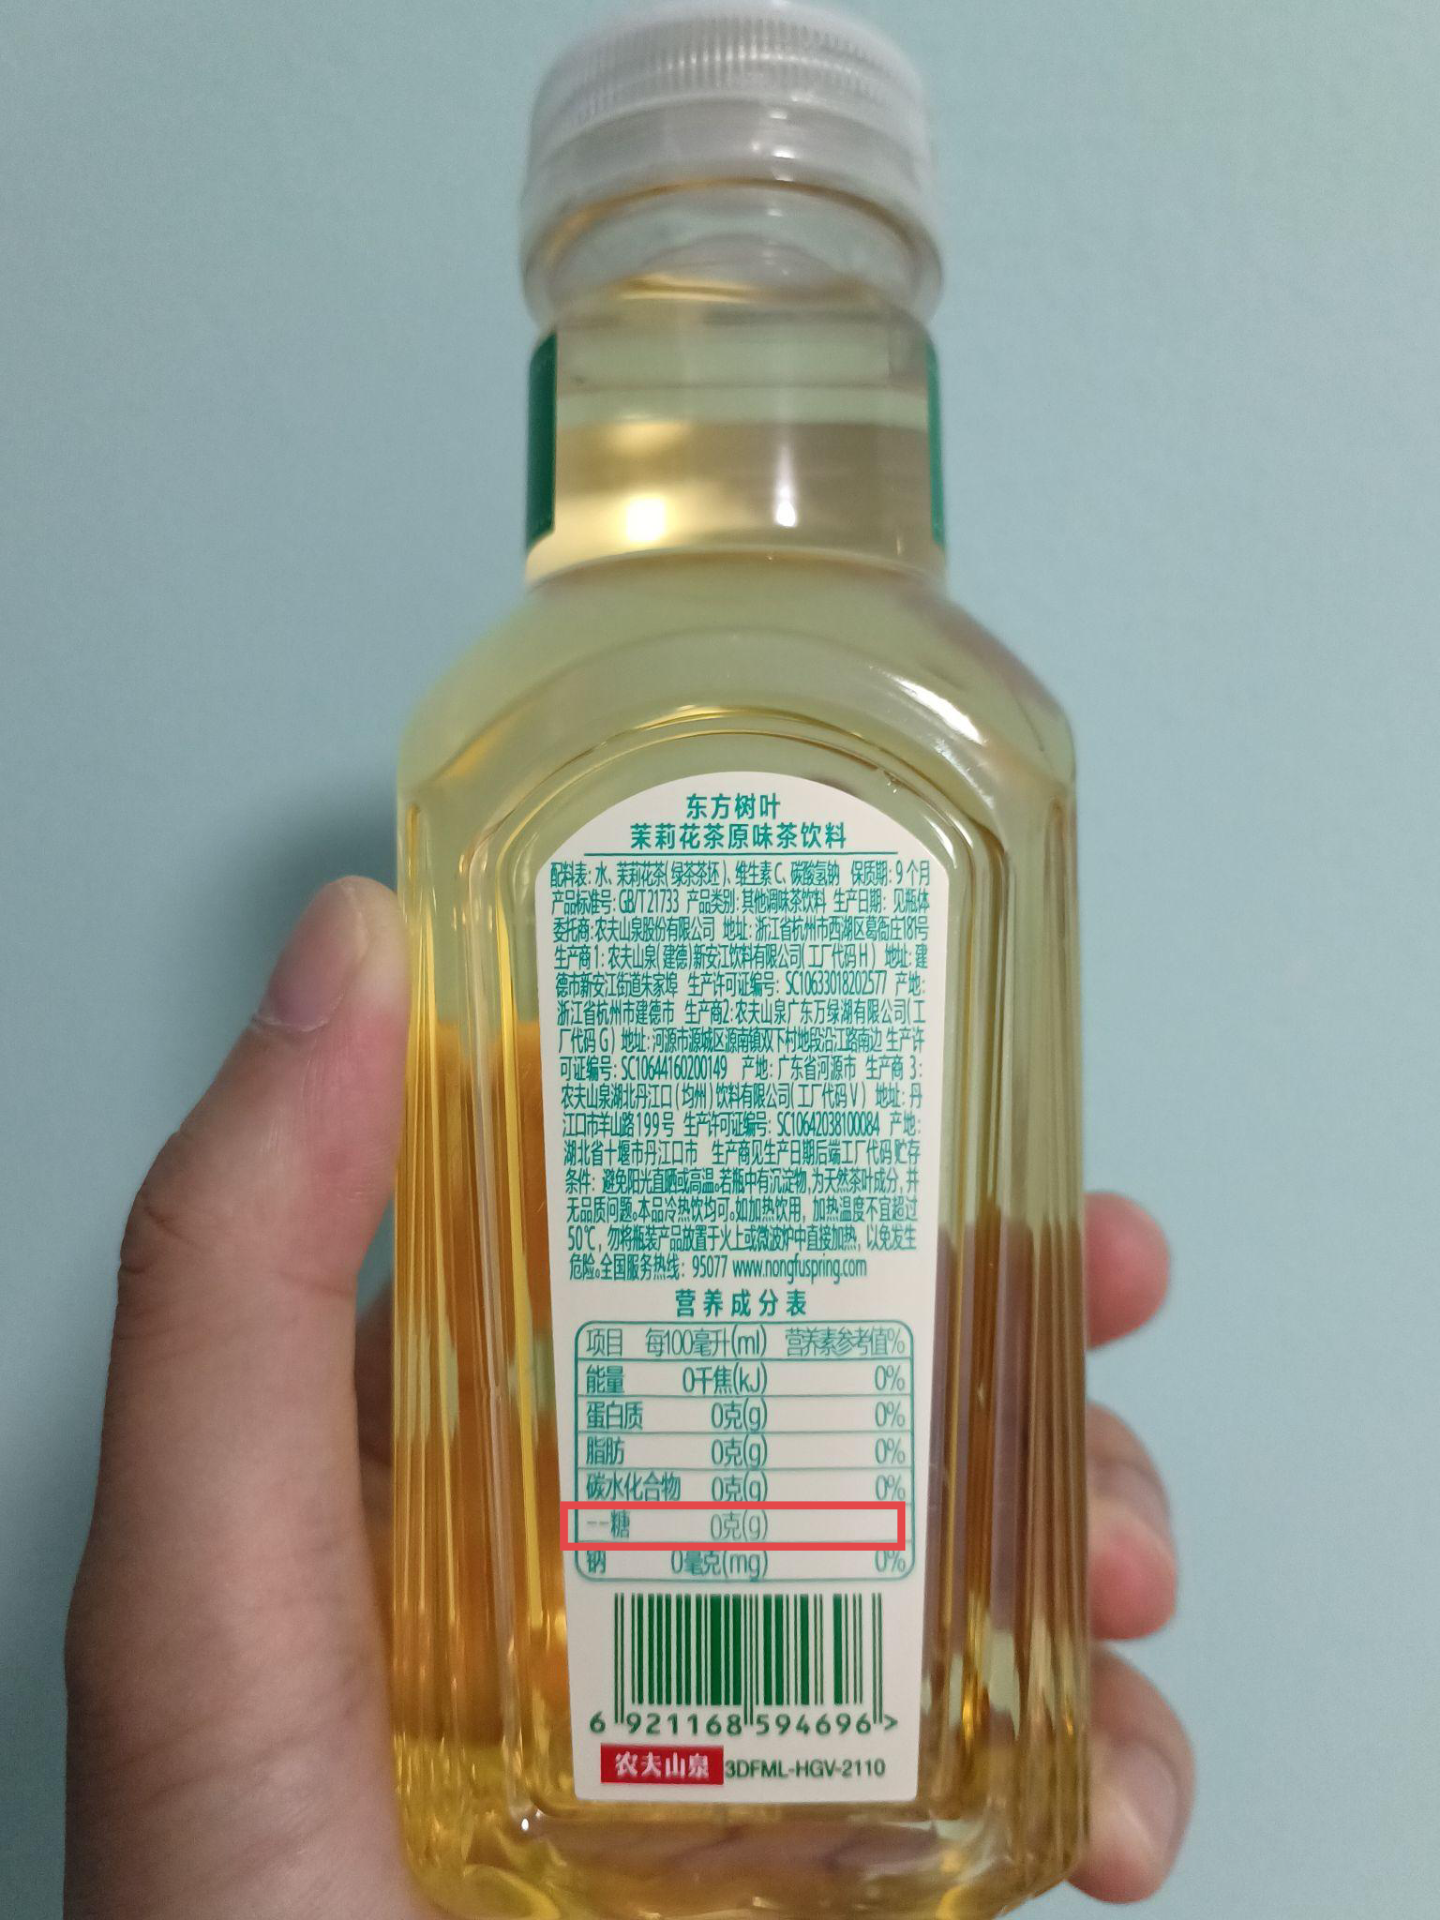 东方树叶
茉莉花茶原味茶饮料
配料表: 水、茉莉花茶(绿茶茶坯)、维生素C、碳酸氢钠 保质期: 9个月
产品标准号: GB/T 21733 产品类别: 其他调味茶饮料 生产日期: 见瓶体
委托商: 农夫山泉股份有限公司 地址: 浙江省杭州市西湖区葛衙庄181号
生产商1: 农夫山泉(建德)新安江饮料有限公司(工厂代码H) 地址: 建
德市新安江街道朱家埠 生产许可证编号: SC10633018202577 产地:
浙江省杭州市建德市 生产商2: 农夫山泉广东万绿湖有限公司(工
厂代码G) 地址: 河源市源城区源南镇双下村地段沿江路南边 生产许
可证编号: SC10644160200149 产地: 广东省河源市 生产商3:
农夫山泉湖北丹江口(均州)饮料有限公司(工厂代码V) 地址: 丹
江口市羊山路199号 生产许可证编号: SC10642038100084 产地:
湖北省十堰市丹江口市 生产商见生产日期后端工厂代码 贮存
条件: 避免阳光直晒或高温。若瓶中有沉淀物,为天然茶叶成分,并
无品质问题。本品冷热饮均可。如加热饮用,加热温度不宜超过
50℃,勿将瓶装产品放置于火上或微波炉中直接加热,以免发生
危险。全国服务热线: 95077 www.nongfuspring.com
营养成分表
项目 每100毫升(ml) 营养素参考值%
能量 0千焦(kJ) 0%
蛋白质 0克(g) 0%
脂肪 0克(g) 0%
碳水化合物 0克(g) 0%
--糖 0克(g)
钠 0毫克(mg) 0%
6 921168 594696 >
农夫山泉 3DFML-HGV-2110